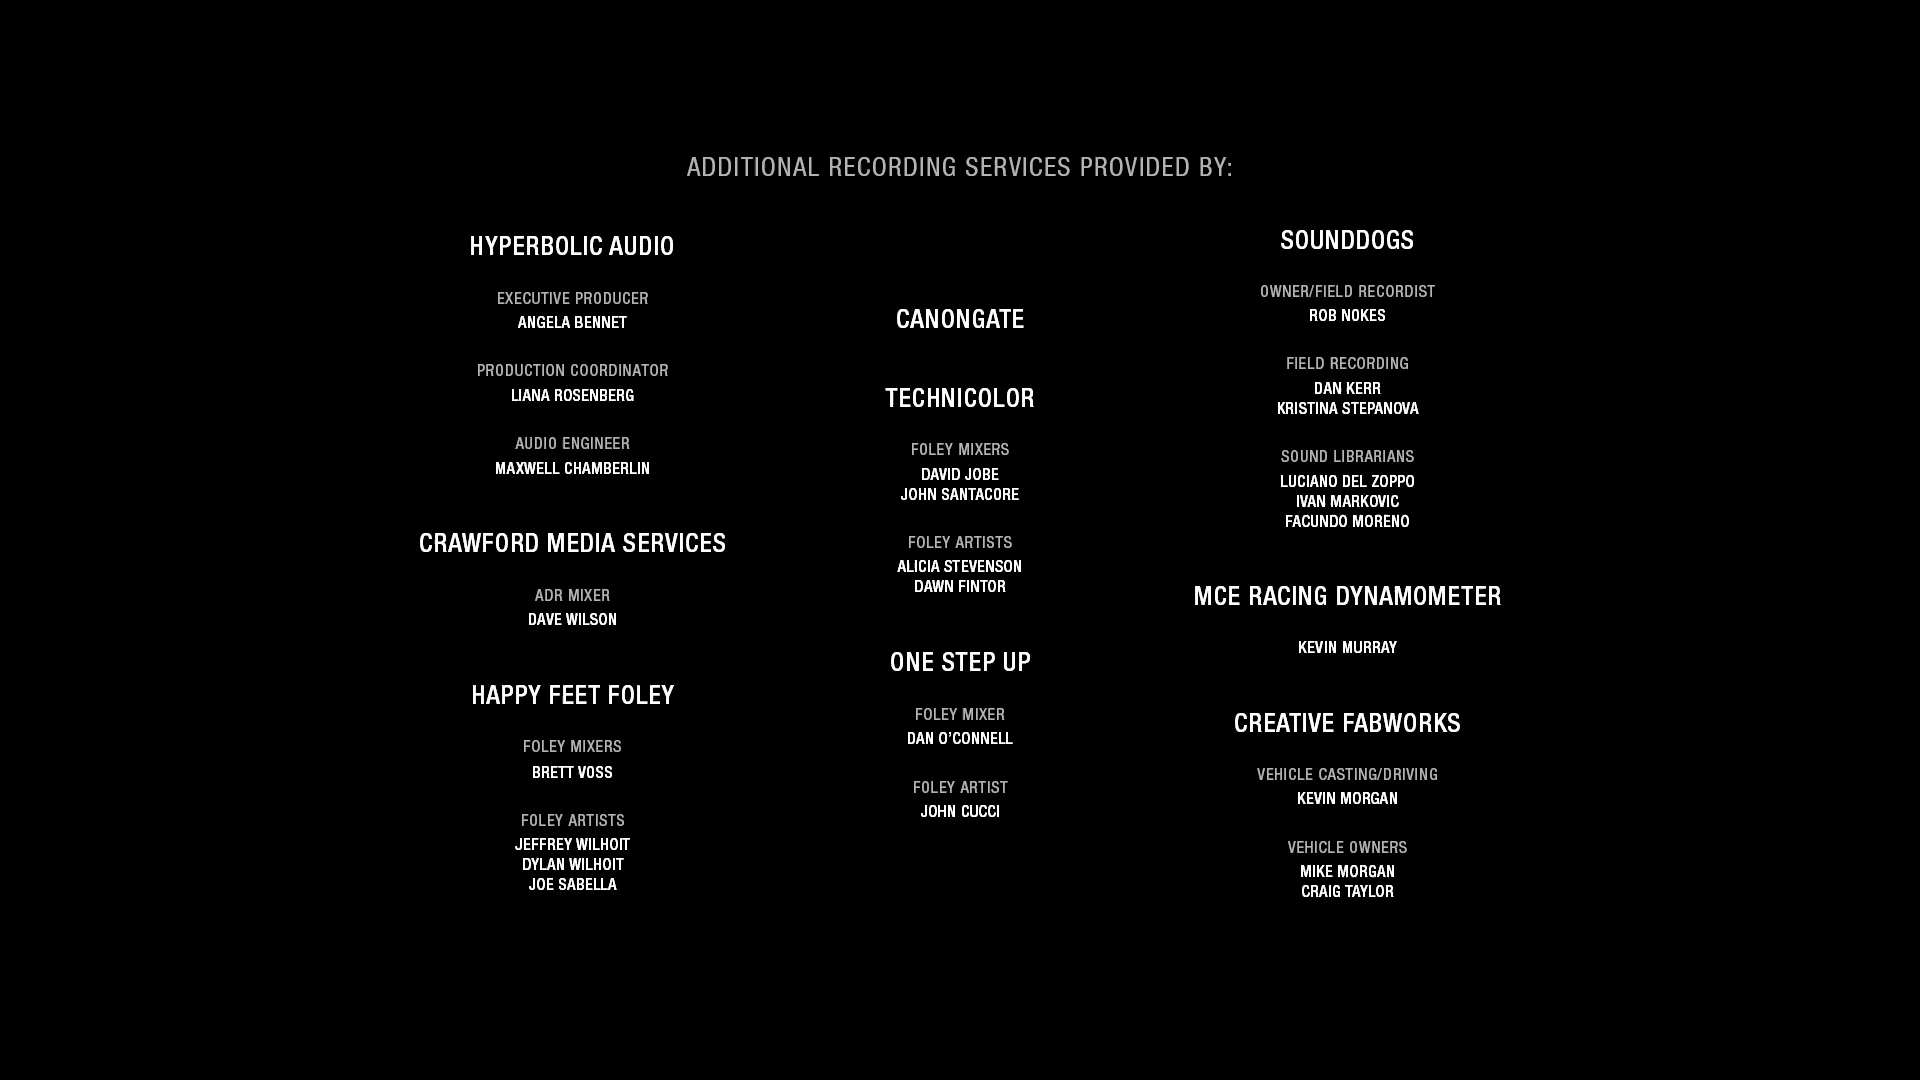 ADDITIONAL RECORDING SERVICES PROVIDED BY:
HYPERBOLIC AUDIO
EXECUTIVE PRODUCER
ANGELA BENNET
PRODUCTION COORDINATOR
LIANA ROSENBERG
AUDIO ENGINEER
MAXWELL CHAMBERLIN
CRAWFORD MEDIA SERVICES
ADR MIXER
DAVE WILSON
HAPPY FEET FOLEY
FOLEY MIXERS
BRETT VOSS
FOLEY ARTISTS
JEFFREY WILHOIT
DYLAN WILHOIT
JOE SABELLA
CANONGATE
TECHNICOLOR
FOLEY MIXERS
DAVID JOBE
JOHN SANTACORE
FOLEY ARTISTS
ALICIA STEVENSON
DAWN FINTOR
ONE STEP UP
FOLEY MIXER
DAN O’CONNELL
FOLEY ARTIST
JOHN CUCCI
SOUNDDOGS
OWNER/FIELD RECORDIST
ROB NOKES
FIELD RECORDING
DAN KERR
KRISTINA STEPANOVA
SOUND LIBRARIANS
LUCIANO DEL ZOPPO
IVAN MARKOVIC
FACUNDO MORENO
MCE RACING DYNAMOMETER
KEVIN MURRAY
CREATIVE FABWORKS
VEHICLE CASTING/DRIVING
KEVIN MORGAN
VEHICLE OWNERS
MIKE MORGAN
CRAIG TAYLOR